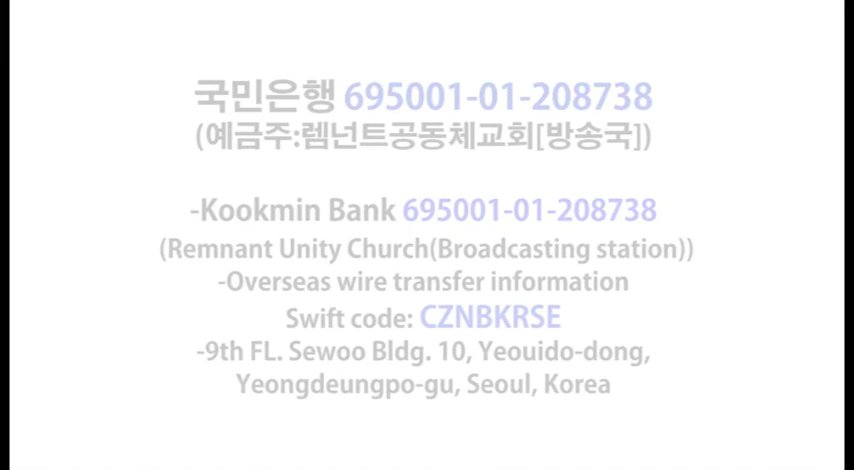 국민은행 695001-01-208738
(예금주:렘넌트공동체교회[방송국])
-Kookmin Bank 695001-01-208738
(Remnant Unity Church(Broadcasting station))
-Overseas wire transfer information
Swift code: CZNBKRSE
-9th FL. Sewoo Bldg. 10, Yeouido-dong,
Yeongdeungpo-gu, Seoul, Korea